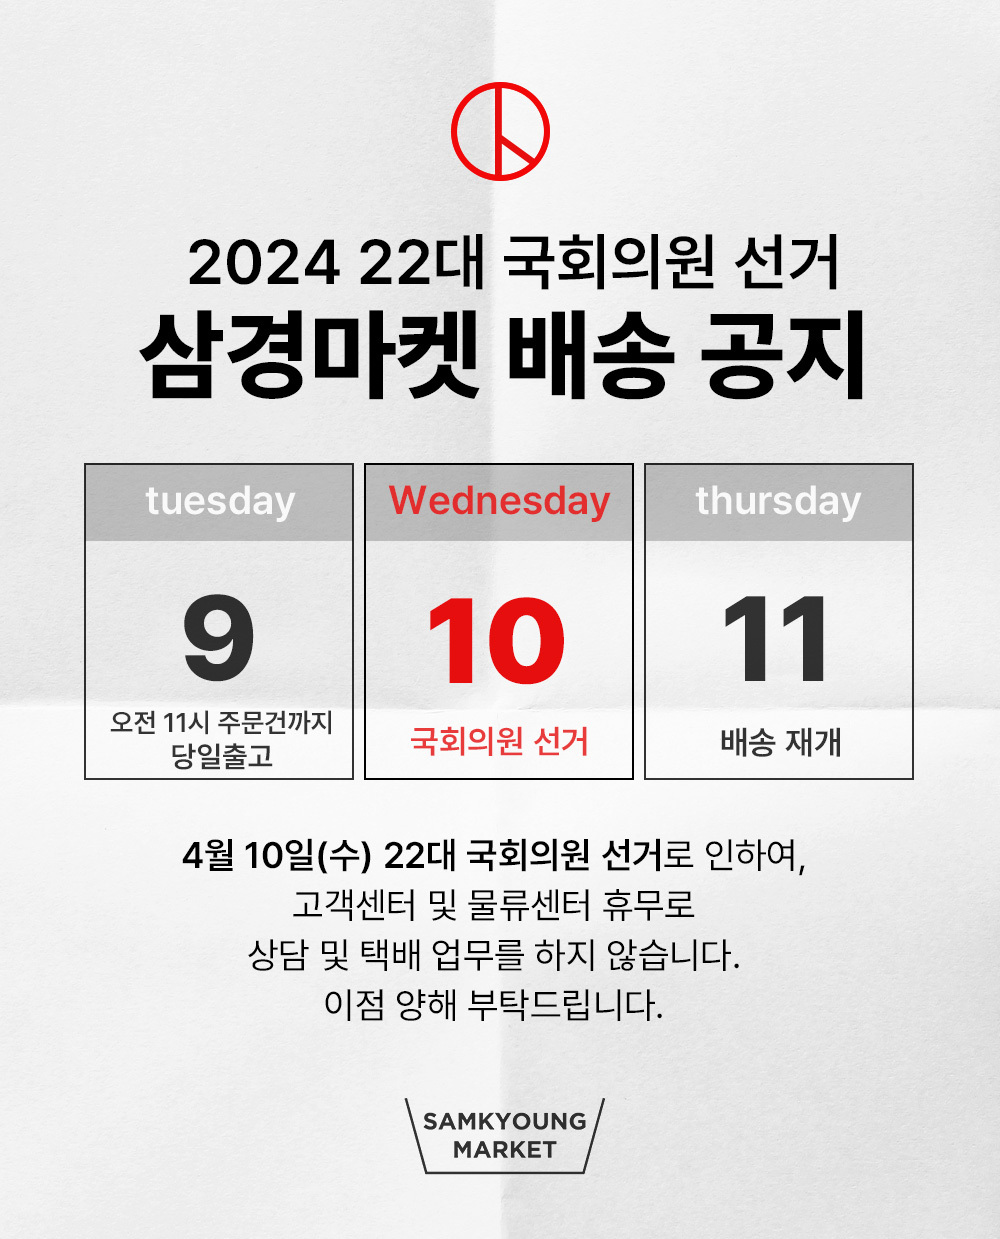 2024 22대 국회의원 선거
삼경마켓 배송 공지
tuesday
9
오전 11시 주문건까지
당일출고
Wednesday
10
국회의원 선거
thursday
11
배송 재개
4월 10일(수) 22대 국회의원 선거로 인하여,
고객센터 및 물류센터 휴무로
상담 및 택배 업무를 하지 않습니다.
이점 양해 부탁드립니다.
SAMKYOUNG
MARKET